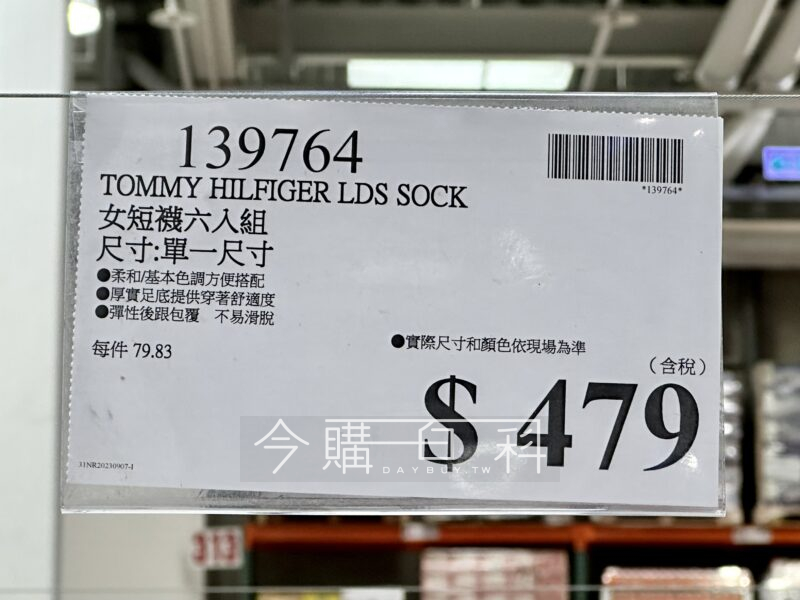 139764
*139764*
TOMMY HILFIGER LDS SOCK
女短襪六入組
尺寸:單一尺寸
●柔和/基本色調方便搭配
●厚實足底提供穿著舒適度
●彈性後跟包覆 不易滑脫
每件 79.83
●實際尺寸和顏色依現場為準
(含稅)
$ 479
今購百科
DAYBUY.TW
31NR20230907-I
313